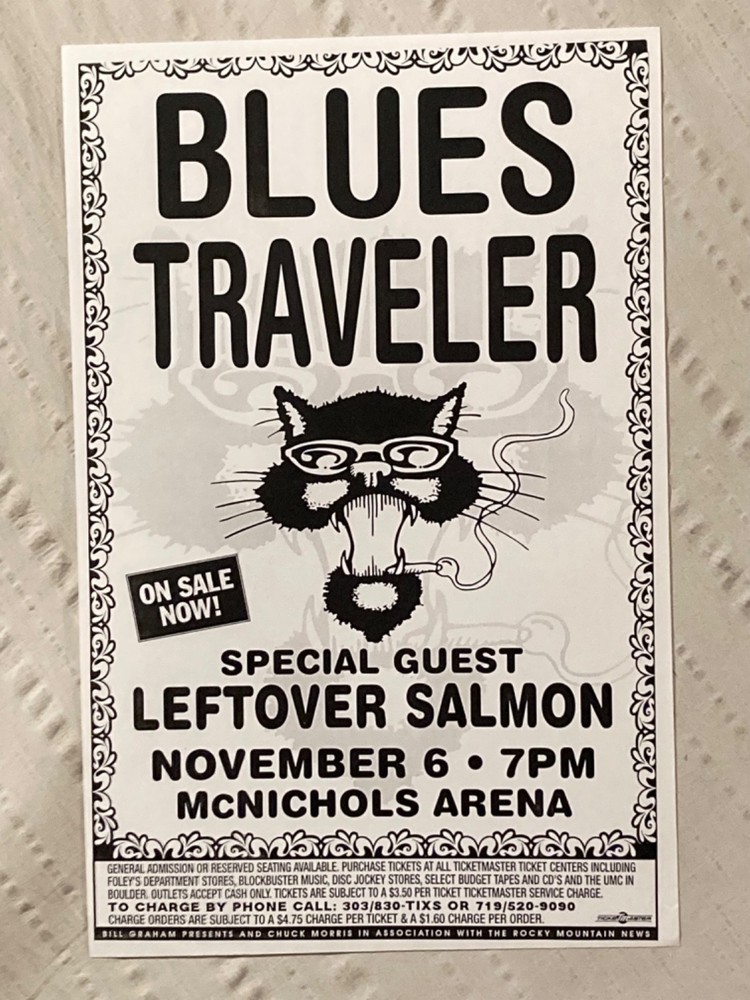 BLUES
TRAVELER
ON SALE
NOW!
SPECIAL GUEST
LEFTOVER SALMON
NOVEMBER 6 • 7PM
McNICHOLS ARENA
GENERAL ADMISSION OR RESERVED SEATING AVAILABLE. PURCHASE TICKETS AT ALL TICKETMASTER TICKET CENTERS INCLUDING
FOLEY'S DEPARTMENT STORES, BLOCKBUSTER MUSIC, DISC JOCKEY STORES, SELECT BUDGET TAPES AND CD'S AND THE UMC IN
BOULDER. OUTLETS ACCEPT CASH ONLY. TICKETS ARE SUBJECT TO A $3.50 PER TICKET TICKETMASTER SERVICE CHARGE.
TO CHARGE BY PHONE CALL: 303/830-TIXS OR 719/520-9090
CHARGE ORDERS ARE SUBJECT TO A $4.75 CHARGE PER TICKET & A $1.60 CHARGE PER ORDER.
TICKETMASTER
BILL GRAHAM PRESENTS AND CHUCK MORRIS IN ASSOCIATION WITH THE ROCKY MOUNTAIN NEWS